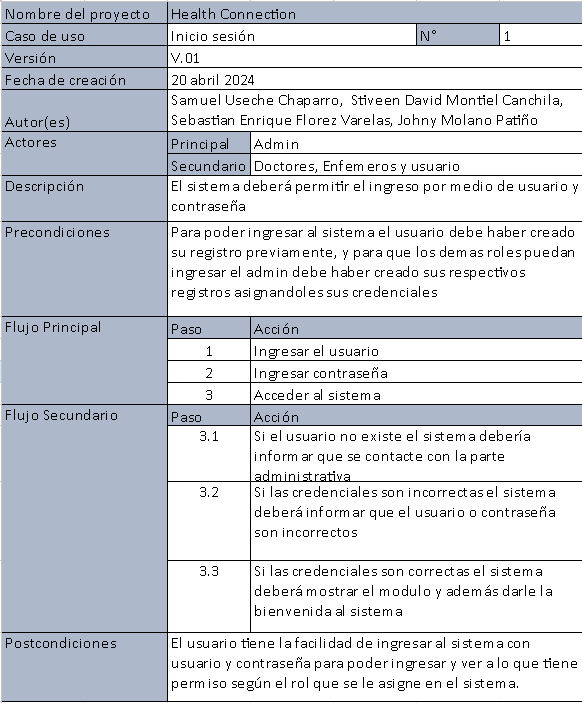 Nombre del proyecto Health Connection
Caso de uso Inicio sesión N° 1
Versión V.01
Fecha de creación 20 abril 2024
Autor(es) Samuel Useche Chaparro, Stiveen David Montiel Canchila,
Sebastian Enrique Florez Varelas, Johny Molano Patiño
Actores Principal Admin
Secundario Doctores, Enfemeros y usuario
Descripción El sistema deberá permitir el ingreso por medio de usuario y
contraseña
Precondiciones Para poder ingresar al sistema el usuario debe haber creado
su registro previamente, y para que los demas roles puedan
ingresar el admin debe haber creado sus respectivos
registros asignandoles sus credenciales
Flujo Principal Paso Acción
1 Ingresar el usuario
2 Ingresar contraseña
3 Acceder al sistema
Flujo Secundario Paso Acción
3.1 Si el usuario no existe el sistema debería
informar que se contacte con la parte
administrativa
3.2 Si las credenciales son incorrectas el sistema
deberá informar que el usuario o contraseña
son incorrectos
3.3 Si las credenciales son correctas el sistema
deberá mostrar el modulo y además darle la
bienvenida al sistema
Postcondiciones El usuario tiene la facilidad de ingresar al sistema con
usuario y contraseña para poder ingresar y ver a lo que tiene
permiso según el rol que se le asigne en el sistema.